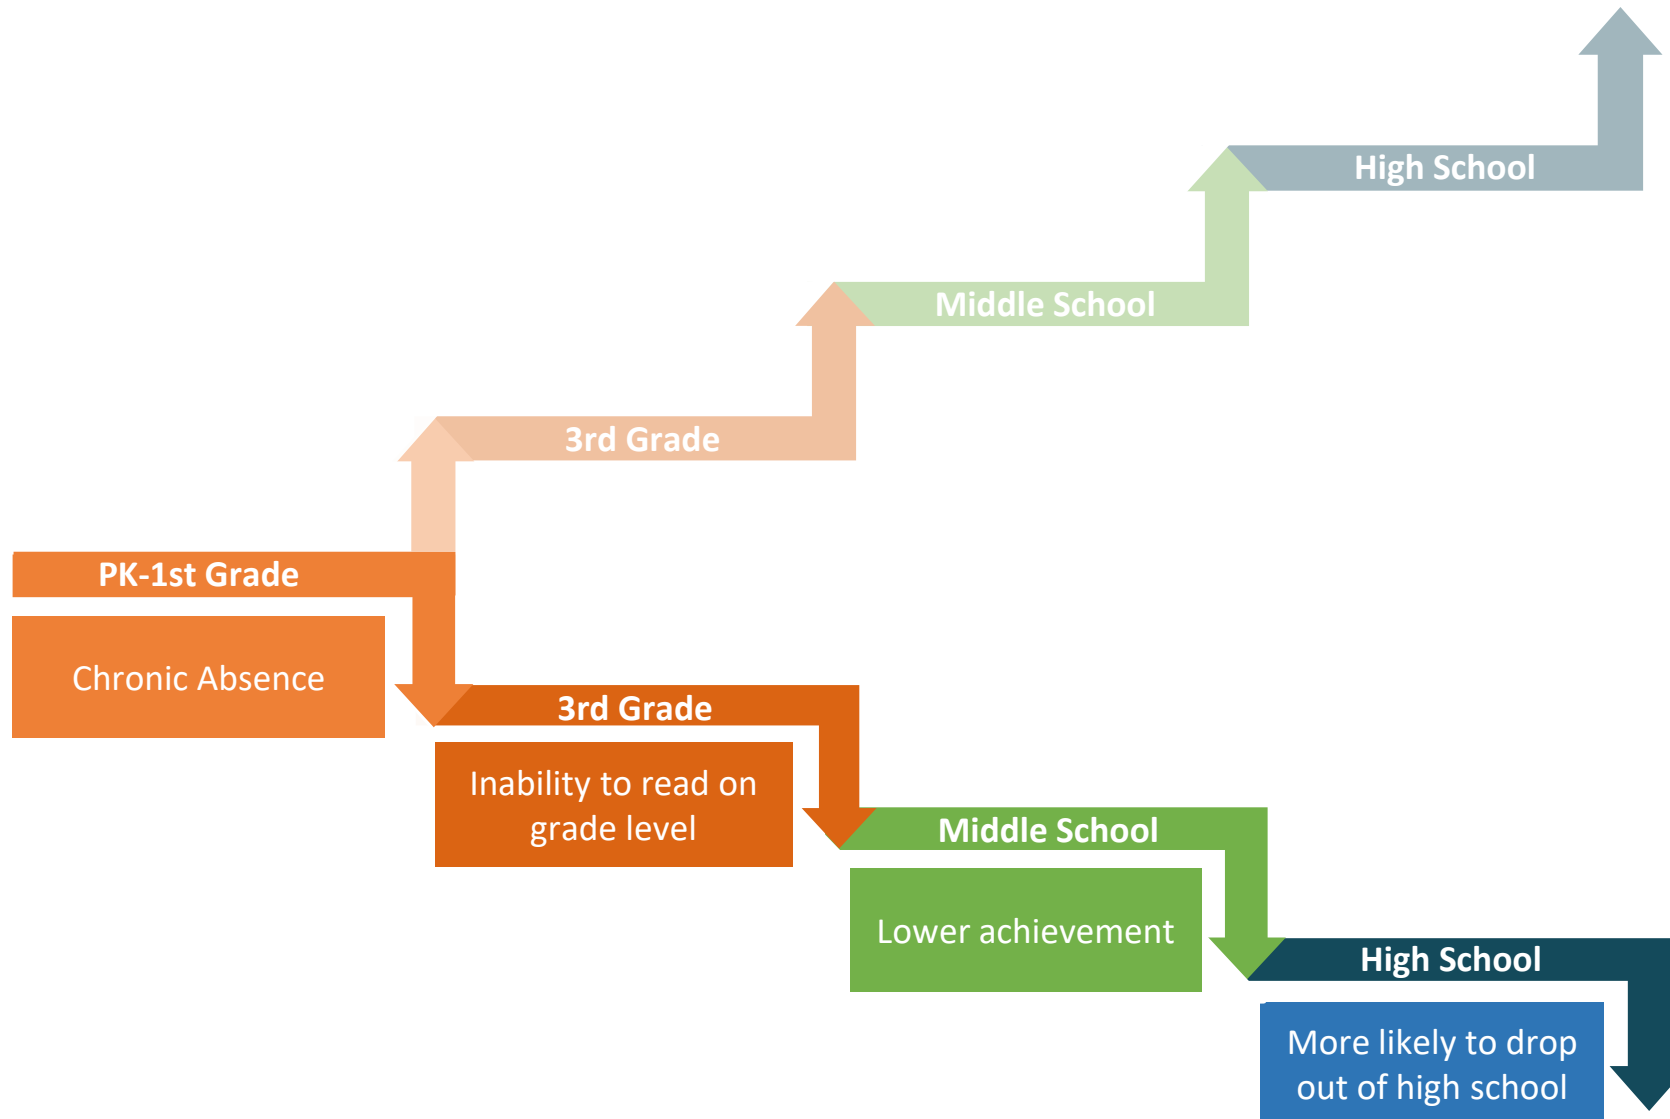 High School
Middle School
3rd Grade
PK-1st Grade
Chronic Absence
3rd Grade
Inability to read on
grade level
Middle School
Lower achievement
High School
More likely to drop
out of high school